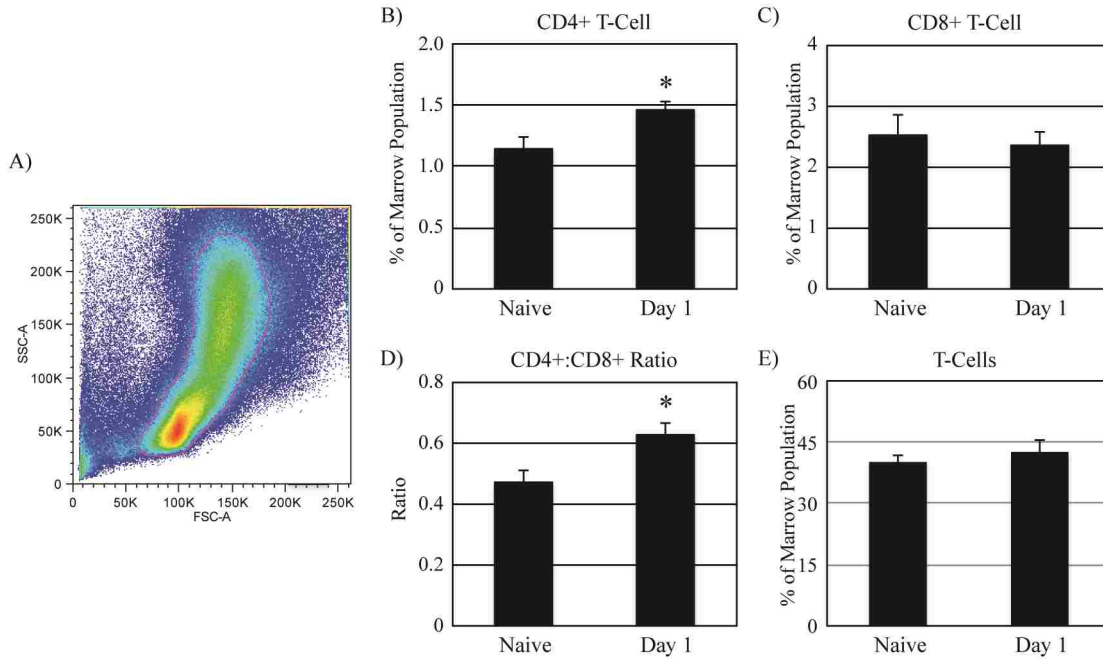 A)
250K
200K
150K
100K
50K
0
SSC-A
0 50K 100K 150K 200K 250K
FSC-A
B)
CD4+ T-Cell
2.0
1.5
1.0
0.5
0
% of Marrow Population
*
Naive Day 1
C)
CD8+ T-Cell
4
3
2
1
0
% of Marrow Population
Naive Day 1
D)
CD4+:CD8+ Ratio
0.8
0.6
0.4
0.2
0
Ratio
*
Naive Day 1
E)
T-Cells
60
45
30
15
0
% of Marrow Population
Naive Day 1